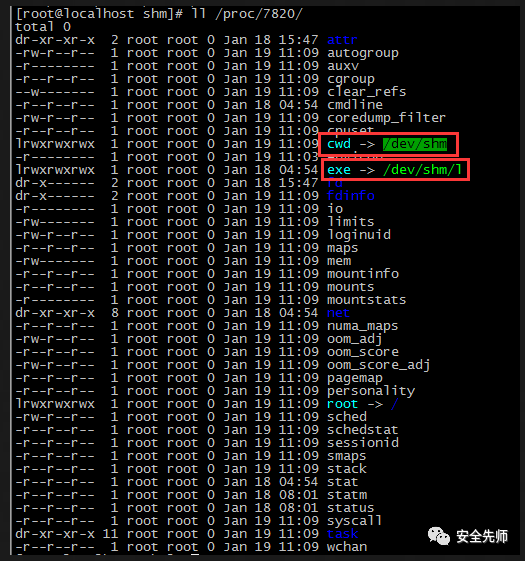 [root@localhost shm]# ll /proc/7820/
total 0
dr-xr-xr-x 2 root root 0 Jan 18 15:47 attr
-rw-r--r-- 1 root root 0 Jan 19 11:09 autogroup
-r-------- 1 root root 0 Jan 19 11:09 auxv
-r--r--r-- 1 root root 0 Jan 19 11:09 cgroup
--w------- 1 root root 0 Jan 19 11:09 clear_refs
-r--r--r-- 1 root root 0 Jan 18 04:54 cmdline
-rw-r--r-- 1 root root 0 Jan 19 11:09 coredump_filter
-r--r--r-- 1 root root 0 Jan 19 11:09 cpuset
lrwxrwxrwx 1 root root 0 Jan 19 11:09 cwd -> /dev/shm
-r-------- 1 root root 0 Jan 19 11:03
lrwxrwxrwx 1 root root 0 Jan 18 04:54 exe -> /dev/shm/l
dr-x------ 2 root root 0 Jan 18 15:47 fd
dr-x------ 2 root root 0 Jan 19 11:09 fdinfo
-r-------- 1 root root 0 Jan 19 11:09 io
-rw------- 1 root root 0 Jan 19 11:09 limits
-rw-r--r-- 1 root root 0 Jan 19 11:09 loginuid
-r--r--r-- 1 root root 0 Jan 19 11:09 maps
-rw------- 1 root root 0 Jan 19 11:09 mem
-r--r--r-- 1 root root 0 Jan 19 11:09 mountinfo
-r--r--r-- 1 root root 0 Jan 19 11:09 mounts
-r-------- 1 root root 0 Jan 19 11:09 mountstats
dr-xr-xr-x 8 root root 0 Jan 18 04:54 net
-r--r--r-- 1 root root 0 Jan 19 11:09 numa_maps
-rw-r--r-- 1 root root 0 Jan 19 11:09 oom_adj
-r--r--r-- 1 root root 0 Jan 19 11:09 oom_score
-rw-r--r-- 1 root root 0 Jan 19 11:09 oom_score_adj
-r--r--r-- 1 root root 0 Jan 19 11:09 pagemap
-r--r--r-- 1 root root 0 Jan 19 11:09 personality
lrwxrwxrwx 1 root root 0 Jan 19 11:09 root -> /
-rw-r--r-- 1 root root 0 Jan 19 11:09 sched
-r--r--r-- 1 root root 0 Jan 19 11:09 schedstat
-r--r--r-- 1 root root 0 Jan 19 11:09 sessionid
-r--r--r-- 1 root root 0 Jan 19 11:09 smaps
-r--r--r-- 1 root root 0 Jan 19 11:09 stack
-r--r--r-- 1 root root 0 Jan 18 04:54 stat
-r--r--r-- 1 root root 0 Jan 18 08:01 statm
-r--r--r-- 1 root root 0 Jan 18 08:01 status
-r--r--r-- 1 root root 0 Jan 19 11:09 syscall
dr-xr-xr-x 11 root root 0 Jan 19 11:09 task
-r--r--r-- 1 root root 0 Jan 19 11:09 wchan
安全先师